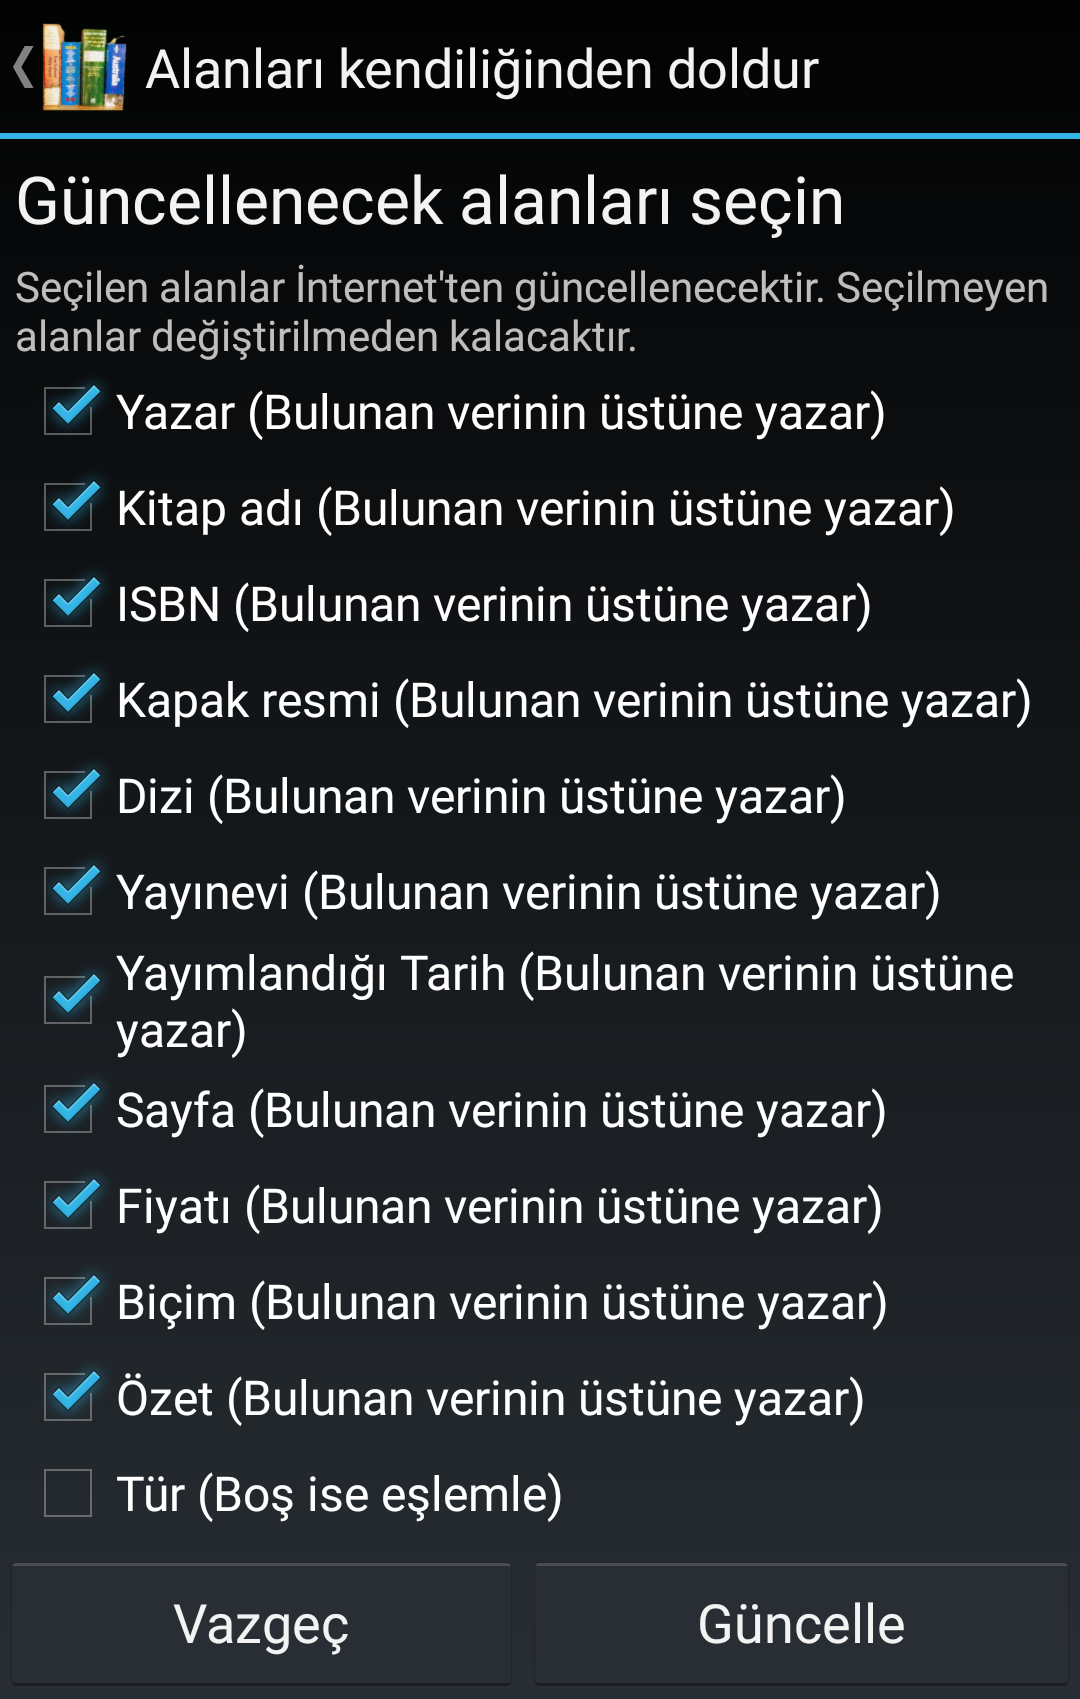 Alanları kendiliğinden doldur
Güncellenecek alanları seçin
Seçilen alanlar İnternet'ten güncellenecektir. Seçilmeyen
alanlar değiştirilmeden kalacaktır.
Yazar (Bulunan verinin üstüne yazar)
Kitap adı (Bulunan verinin üstüne yazar)
ISBN (Bulunan verinin üstüne yazar)
Kapak resmi (Bulunan verinin üstüne yazar)
Dizi (Bulunan verinin üstüne yazar)
Yayınevi (Bulunan verinin üstüne yazar)
Yayımlandığı Tarih (Bulunan verinin üstüne
yazar)
Sayfa (Bulunan verinin üstüne yazar)
Fiyatı (Bulunan verinin üstüne yazar)
Biçim (Bulunan verinin üstüne yazar)
Özet (Bulunan verinin üstüne yazar)
Tür (Boş ise eşlemle)
Vazgeç
Güncelle